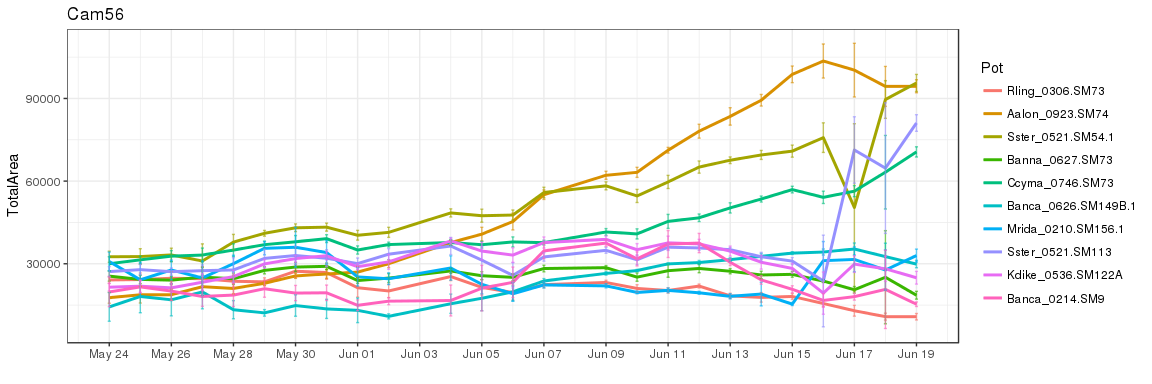 Cam56
TotalArea
90000
60000
30000
May 24 May 26 May 28 May 30 Jun 01 Jun 03 Jun 05 Jun 07 Jun 09 Jun 11 Jun 13 Jun 15 Jun 17 Jun 19
Pot
Rling_0306.SM73
Aalon_0923.SM74
Sster_0521.SM54.1
Banna_0627.SM73
Ccyma_0746.SM73
Banca_0626.SM149B.1
Mrida_0210.SM156.1
Sster_0521.SM113
Kdike_0536.SM122A
Banca_0214.SM9